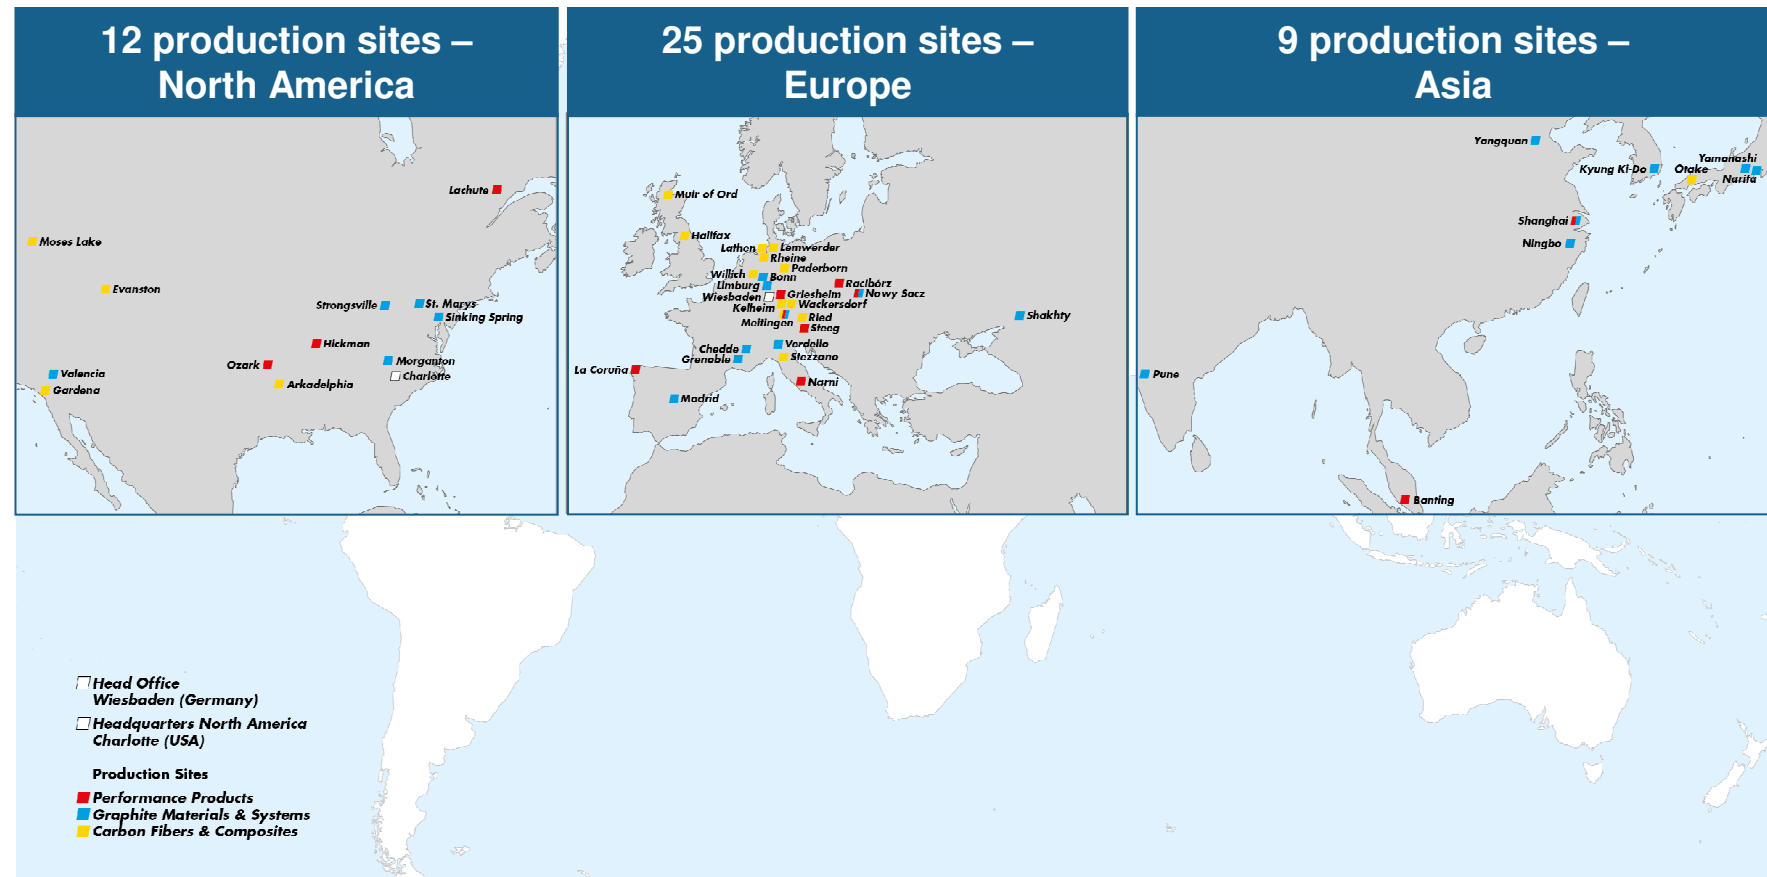 12 production sites –
North America
25 production sites –
Europe
9 production sites –
Asia
Lachute
Moses Lake
Evanston
Strongsville
St. Marys
Sinking Spring
Hickman
Ozark
Morganton
Charlotte
Valencia
Arkadelphia
Gardena
Muir of Ord
Halifax
Lathen
Lemwerder
Rheine
Paderborn
Willich
Bonn
Limburg
Racibórz
Wiesbaden
Griesheim
Nowy Sacz
Kelheim
Wackersdorf
Meitingen
Ried
Steeg
Shakhty
Chedde
Verdello
Grenoble
Stezzano
La Coruña
Narni
Madrid
Yangquan
Yamanashi
Kyung Ki-Do
Otake
Narita
Shanghai
Ningbo
Pune
Banting
Head Office
Wiesbaden (Germany)
Headquarters North America
Charlotte (USA)
Production Sites
Performance Products
Graphite Materials & Systems
Carbon Fibers & Composites